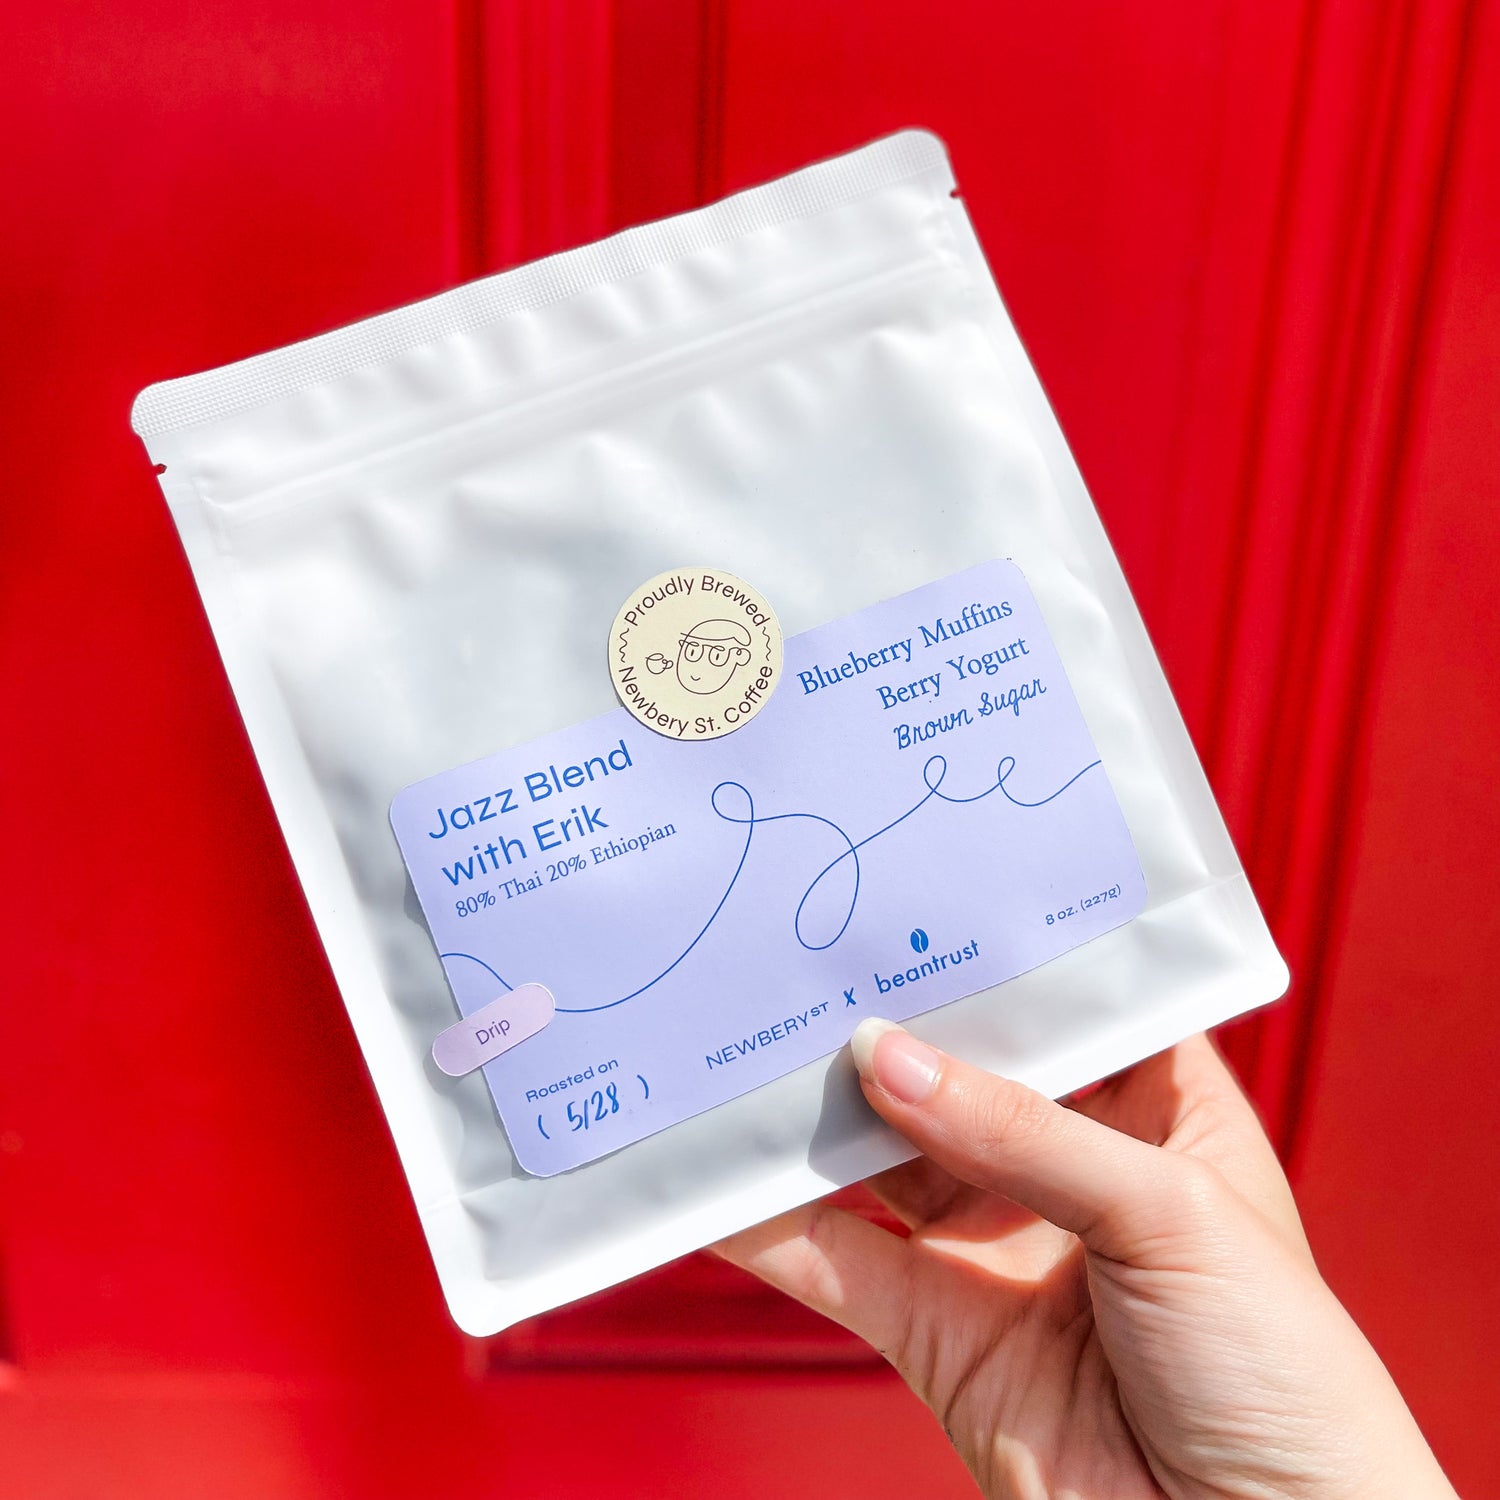 Proudly Brewed
Newbery St. Coffee
Blueberry Muffins
Berry Yogurt
Brown Sugar
Jazz Blend
with Erik
80% Thai 20% Ethiopian
Drip
Roasted on
( 5/28 )
NEWBERY ST X beantrust
8 oz. (227g)